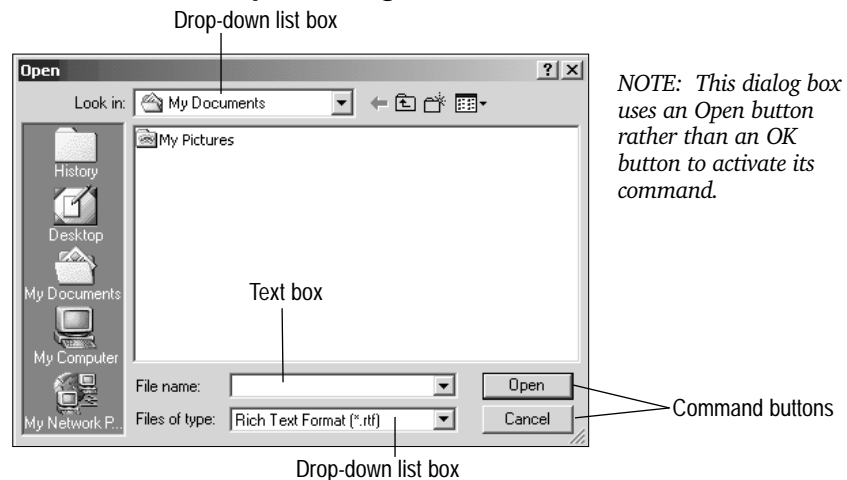 Drop-down list box
Open
? ×
Look in: My Documents
My Pictures
History
Desktop
My Documents
My Computer
My Network P...
Text box
File name:
Open
Files of type: Rich Text Format (*.rtf)
Cancel
Drop-down list box
Command buttons
NOTE: This dialog box
uses an Open button
rather than an OK
button to activate its
command.